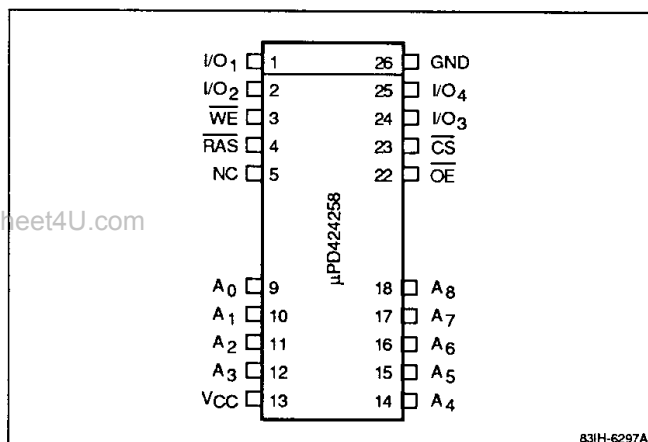 I/O1 1 26 GND
I/O2 2 25 I/O4
WE 3 24 I/O3
RAS 4 23 CS
NC 5 22 OE
µPD424258
heet4U.com
A0 9 18 A8
A1 10 17 A7
A2 11 16 A6
A3 12 15 A5
VCC 13 14 A4
83IH-6297A